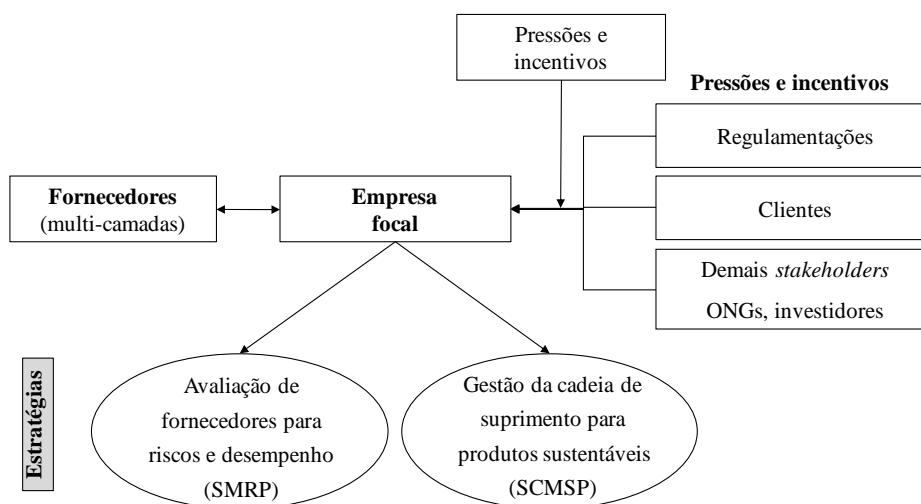 Pressões e
incentivos
Pressões e incentivos
Regulamentações
Fornecedores
(multi-camadas)
Empresa
focal
Clientes
Demais stakeholders
ONGs, investidores
Estratégias
Avaliação de
fornecedores para
riscos e desempenho
(SMRP)
Gestão da cadeia de
suprimento para
produtos sustentáveis
(SCMSP)